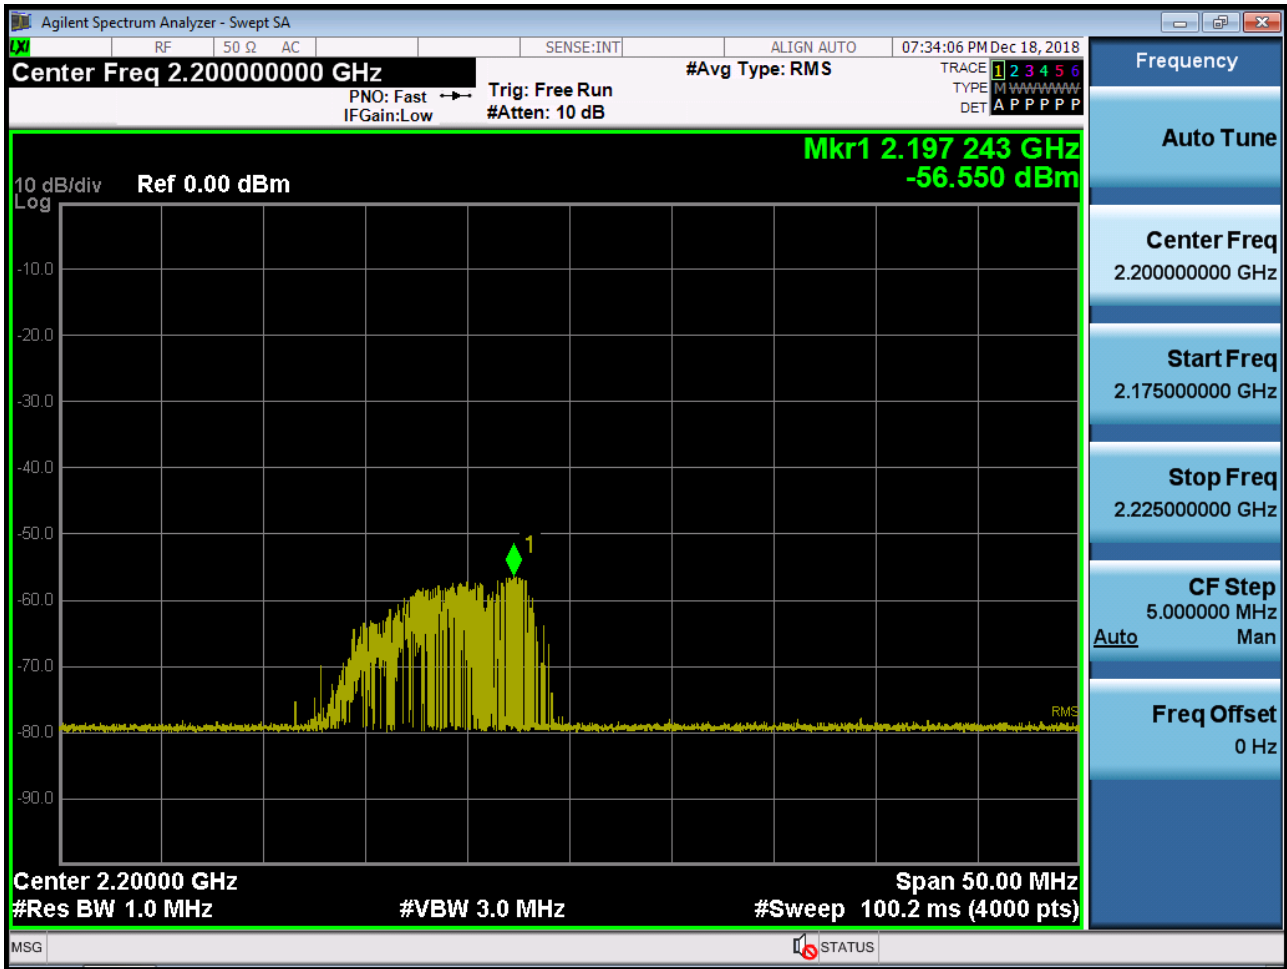 Agilent Spectrum Analyzer - Swept SA
LXI RF 50 Ω AC SENSE:INT ALIGN AUTO 07:34:06 PM Dec 18, 2018
Center Freq 2.200000000 GHz
PNO: Fast
IFGain:Low
Trig: Free Run
#Atten: 10 dB
#Avg Type: RMS
TRACE 1 2 3 4 5 6
TYPE M WWWWW
DET A P P P P P
Mkr1 2.197 243 GHz
-56.550 dBm
10 dB/div Ref 0.00 dBm
Log
-10.0
-20.0
-30.0
-40.0
-50.0
1
-60.0
-70.0
RMS
-80.0
-90.0
Center 2.20000 GHz Span 50.00 MHz
#Res BW 1.0 MHz #VBW 3.0 MHz #Sweep 100.2 ms (4000 pts)
MSG STATUS
Frequency
Auto Tune
Center Freq
2.200000000 GHz
Start Freq
2.175000000 GHz
Stop Freq
2.225000000 GHz
CF Step
5.000000 MHz
Auto Man
Freq Offset
0 Hz